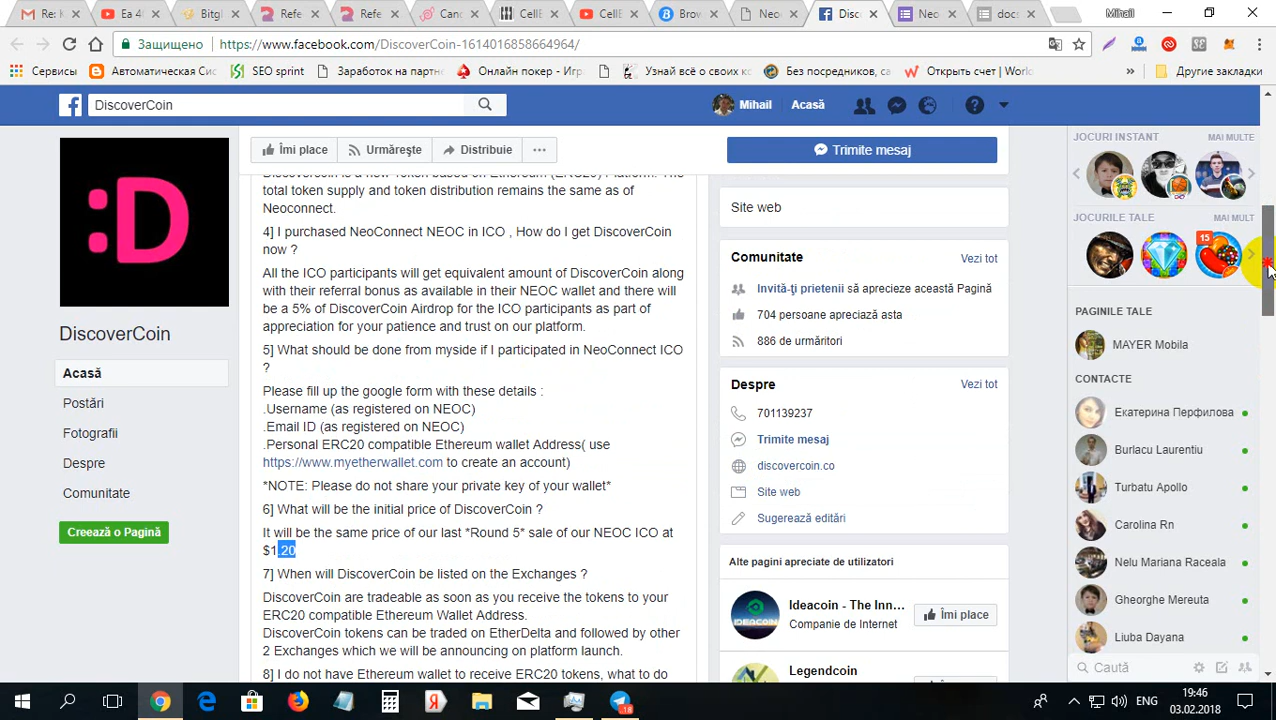 Re: К
Ea 4(
Bitgl
Refe
Refe
Canc
CellB
CellE
Brow
Neo
Disc
Neo
docs
Mihail
Защищено
https://www.facebook.com/DiscoverCoin-1614016858664964/
Сервисы
Автоматическая Сис
SEO sprint
Заработок на партн
Онлайн покер - Игр
Узнай всё о своих ко
Без посредников, са
Открыть счет | World
»
Другие закладки
DiscoverCoin
Mihail
Acasă
Îmi place
Urmăreşte
Distribuie
Trimite mesaj
DiscoverCoin
Acasă
Postări
Fotografii
Despre
Comunitate
Creează o Pagină
Discovercoin is a new Token based on Ethereum (ERC20) Platform. The
total token supply and token distribution remains the same as of
Neoconnect.
4] I purchased NeoConnect NEOC in ICO , How do I get DiscoverCoin
now ?
All the ICO participants will get equivalent amount of DiscoverCoin along
with their referral bonus as available in their NEOC wallet and there will
be a 5% of DiscoverCoin Airdrop for the ICO participants as part of
appreciation for your patience and trust on our platform.
5] What should be done from myside if I participated in NeoConnect ICO
?
Please fill up the google form with these details :
.Username (as registered on NEOC)
.Email ID (as registered on NEOC)
.Personal ERC20 compatible Ethereum wallet Address( use
https://www.myetherwallet.com to create an account)
*NOTE: Please do not share your private key of your wallet*
6] What will be the initial price of DiscoverCoin ?
It will be the same price of our last *Round 5* sale of our NEOC ICO at
$1.20
7] When will DiscoverCoin be listed on the Exchanges ?
DiscoverCoin are tradeable as soon as you receive the tokens to your
ERC20 compatible Ethereum Wallet Address.
DiscoverCoin tokens can be traded on EtherDelta and followed by other
2 Exchanges which we will be announcing on platform launch.
8] I do not have Ethereum wallet to receive ERC20 tokens, what to do
Site web
Comunitate
Vezi tot
Invită-ţi prietenii să aprecieze această Pagină
704 persoane apreciază asta
886 de urmăritori
Despre
Vezi tot
701139237
Trimite mesaj
discovercoin.co
Site web
Sugerează editări
Alte pagini apreciate de utilizatori
Ideacoin - The Inn...
Companie de Internet
Îmi place
Legendcoin
JOCURI INSTANT
MAI MULTE
JOCURILE TALE
MAI MULT
15
PAGINILE TALE
MAYER Mobila
CONTACTE
Екатерина Перфилова
Burlacu Laurentiu
Turbatu Apollo
Carolina Rn
Nelu Mariana Raceala
Gheorghe Mereuta
Liuba Dayana
Caută
ENG
19:46
03.02.2018
18